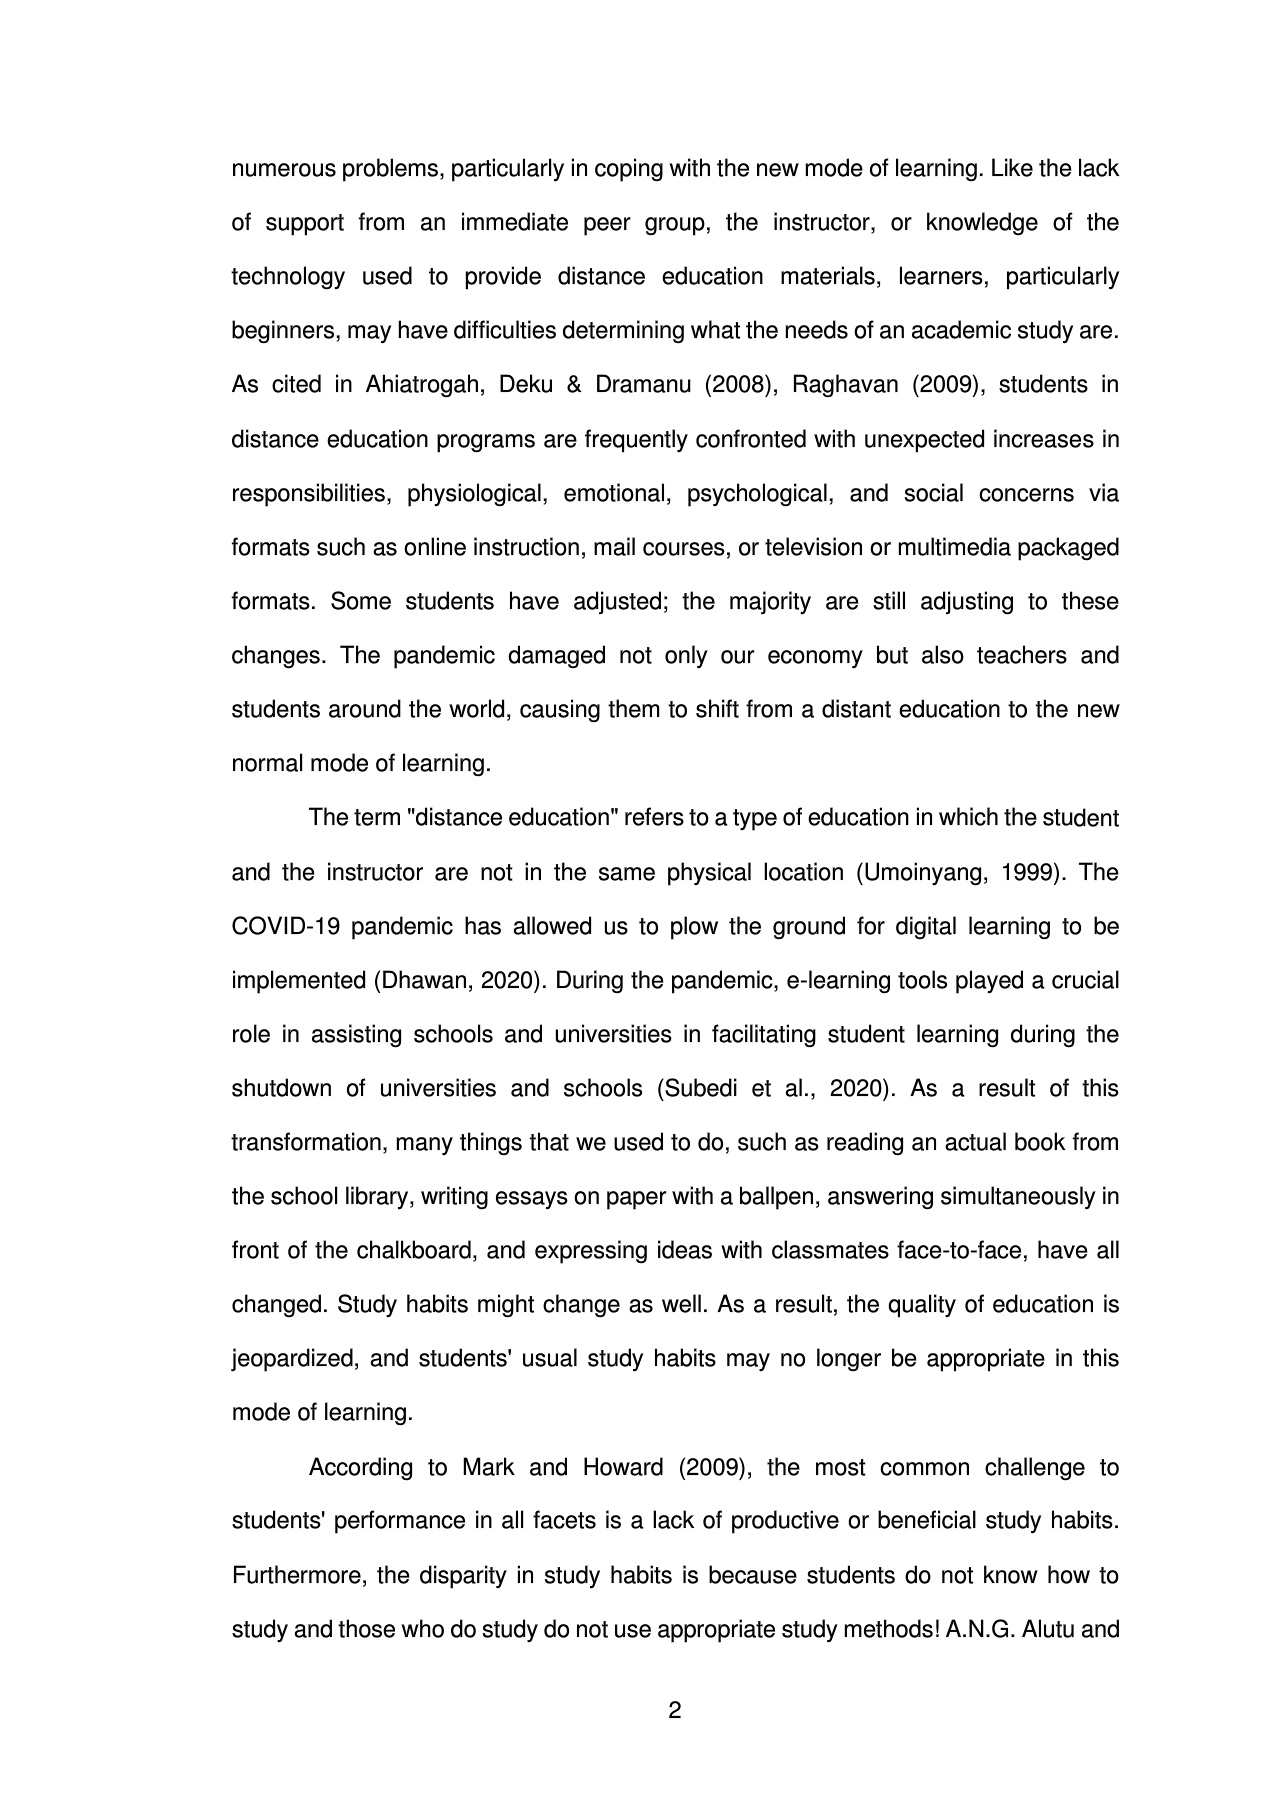 numerous problems, particularly in coping with the new mode of learning. Like the lack
of support from an immediate peer group, the instructor, or knowledge of the
technology used to provide distance education materials, learners, particularly
beginners, may have difficulties determining what the needs of an academic study are.
As cited in Ahiatrogah, Deku & Dramanu (2008), Raghavan (2009), students in
distance education programs are frequently confronted with unexpected increases in
responsibilities, physiological, emotional, psychological, and social concerns via
formats such as online instruction, mail courses, or television or multimedia packaged
formats. Some students have adjusted; the majority are still adjusting to these
changes. The pandemic damaged not only our economy but also teachers and
students around the world, causing them to shift from a distant education to the new
normal mode of learning.
The term "distance education" refers to a type of education in which the student
and the instructor are not in the same physical location (Umoinyang, 1999). The
COVID-19 pandemic has allowed us to plow the ground for digital learning to be
implemented (Dhawan, 2020). During the pandemic, e-learning tools played a crucial
role in assisting schools and universities in facilitating student learning during the
shutdown of universities and schools (Subedi et al., 2020). As a result of this
transformation, many things that we used to do, such as reading an actual book from
the school library, writing essays on paper with a ballpen, answering simultaneously in
front of the chalkboard, and expressing ideas with classmates face-to-face, have all
changed. Study habits might change as well. As a result, the quality of education is
jeopardized, and students' usual study habits may no longer be appropriate in this
mode of learning.
According to Mark and Howard (2009), the most common challenge to
students' performance in all facets is a lack of productive or beneficial study habits.
Furthermore, the disparity in study habits is because students do not know how to
study and those who do study do not use appropriate study methods! A.N.G. Alutu and
2